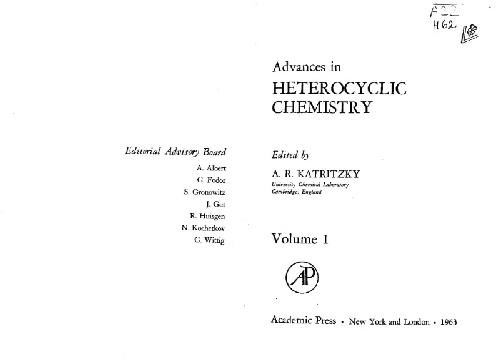 Editorial Advisory Board
A. Albert
G. Fodor
S. Gronowitz
J. Gut
R. Huisgen
N. Kochetkov
G. Wittig
462
Advances in
HETEROCYCLIC
CHEMISTRY
Edited by
A. R. KATRITZKY
University Chemical Laboratory
Cambridge, England
Volume 1
AP
Academic Press • New York and London • 1963